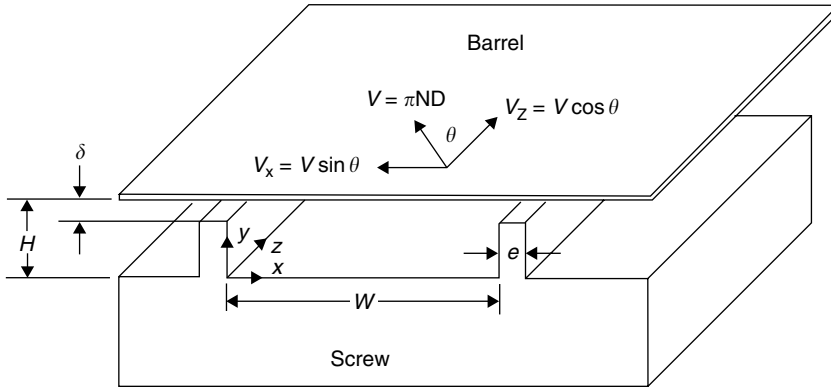 Barrel
V = πND
V_Z = V cos θ
θ
δ
V_x = V sin θ
H
y
z
x
e
W
Screw